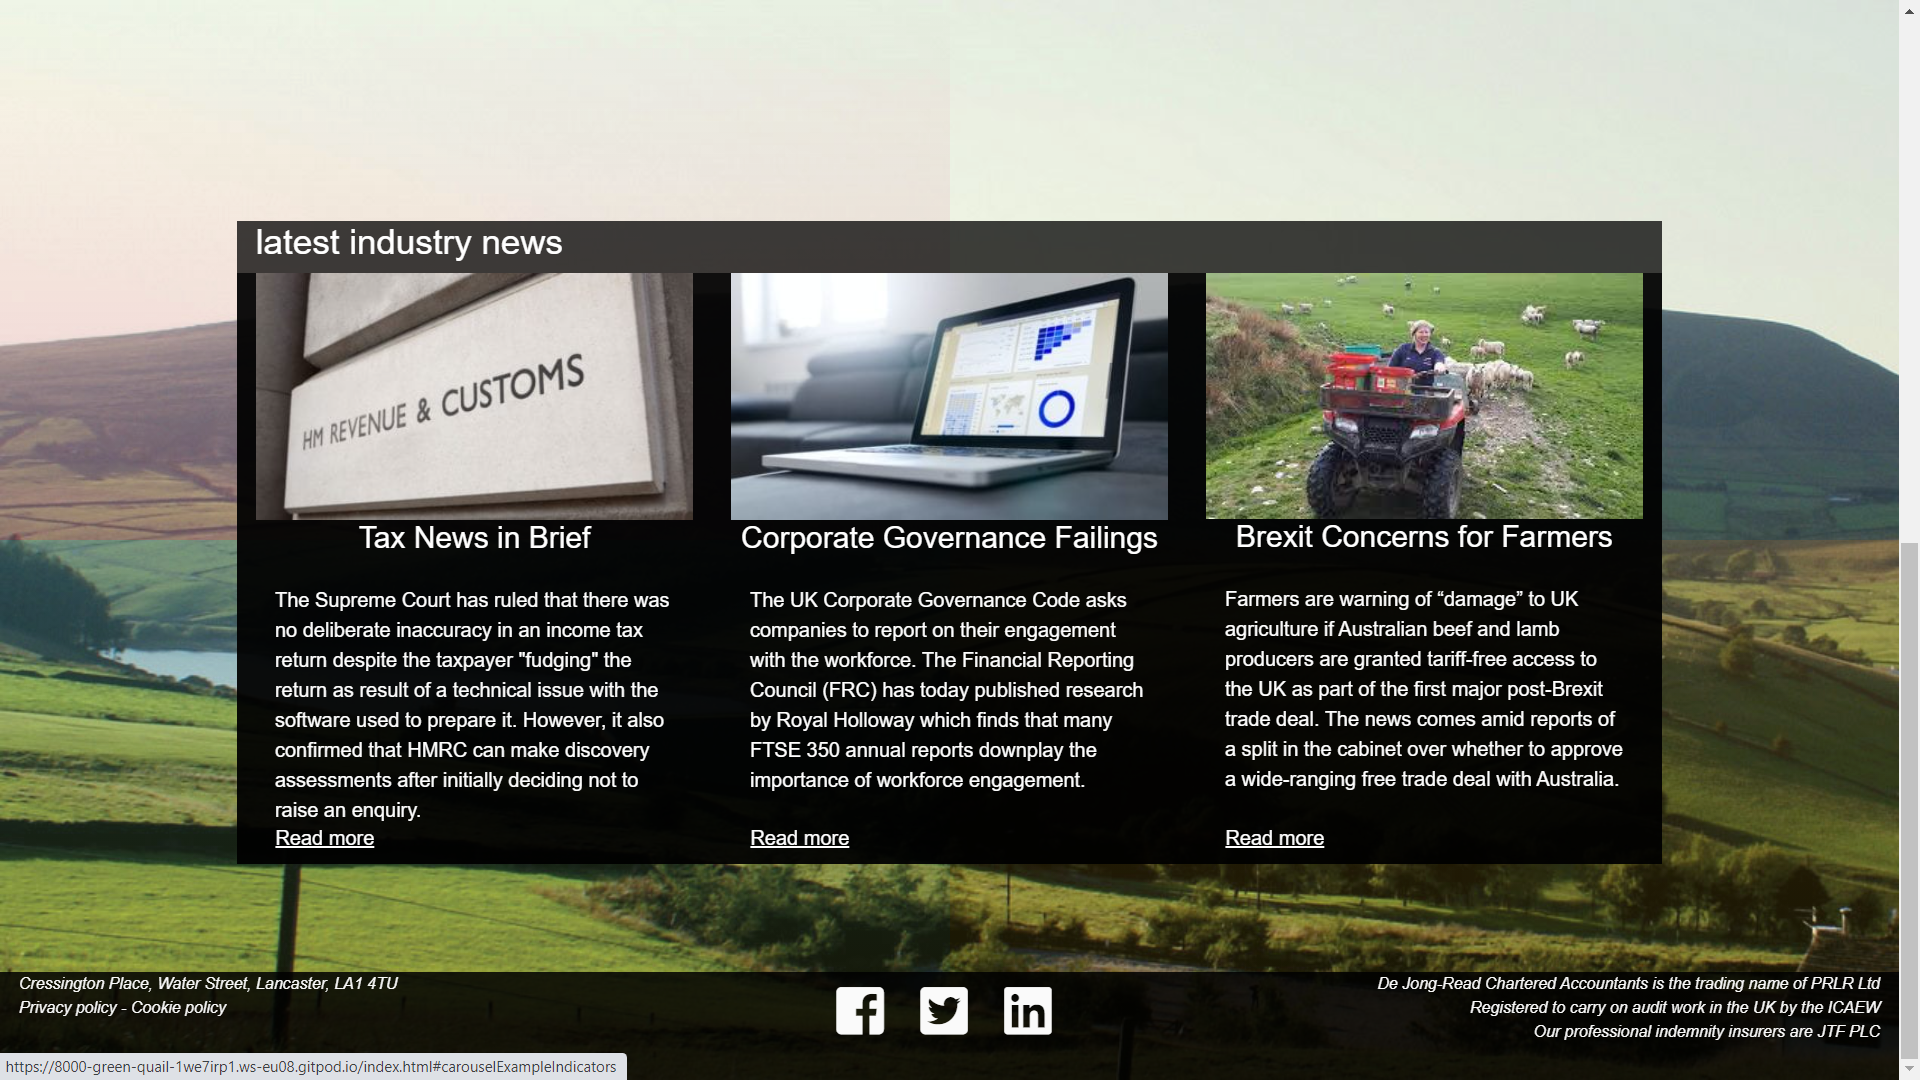 latest industry news
HM REVENUE & CUSTOMS
Tax News in Brief
The Supreme Court has ruled that there was
no deliberate inaccuracy in an income tax
return despite the taxpayer "fudging" the
return as result of a technical issue with the
software used to prepare it. However, it also
confirmed that HMRC can make discovery
assessments after initially deciding not to
raise an enquiry.
Read more
Corporate Governance Failings
The UK Corporate Governance Code asks
companies to report on their engagement
with the workforce. The Financial Reporting
Council (FRC) has today published research
by Royal Holloway which finds that many
FTSE 350 annual reports downplay the
importance of workforce engagement.
Read more
Brexit Concerns for Farmers
Farmers are warning of “damage” to UK
agriculture if Australian beef and lamb
producers are granted tariff-free access to
the UK as part of the first major post-Brexit
trade deal. The news comes amid reports of
a split in the cabinet over whether to approve
a wide-ranging free trade deal with Australia.
Read more
Cressington Place, Water Street, Lancaster, LA1 4TU
Privacy policy - Cookie policy
De Jong-Read Chartered Accountants is the trading name of PRLR Ltd
Registered to carry on audit work in the UK by the ICAEW
Our professional indemnity insurers are JTF PLC
https://8000-green-quail-1we7irp1.ws-eu08.gitpod.io/index.html#carouselExampleIndicators